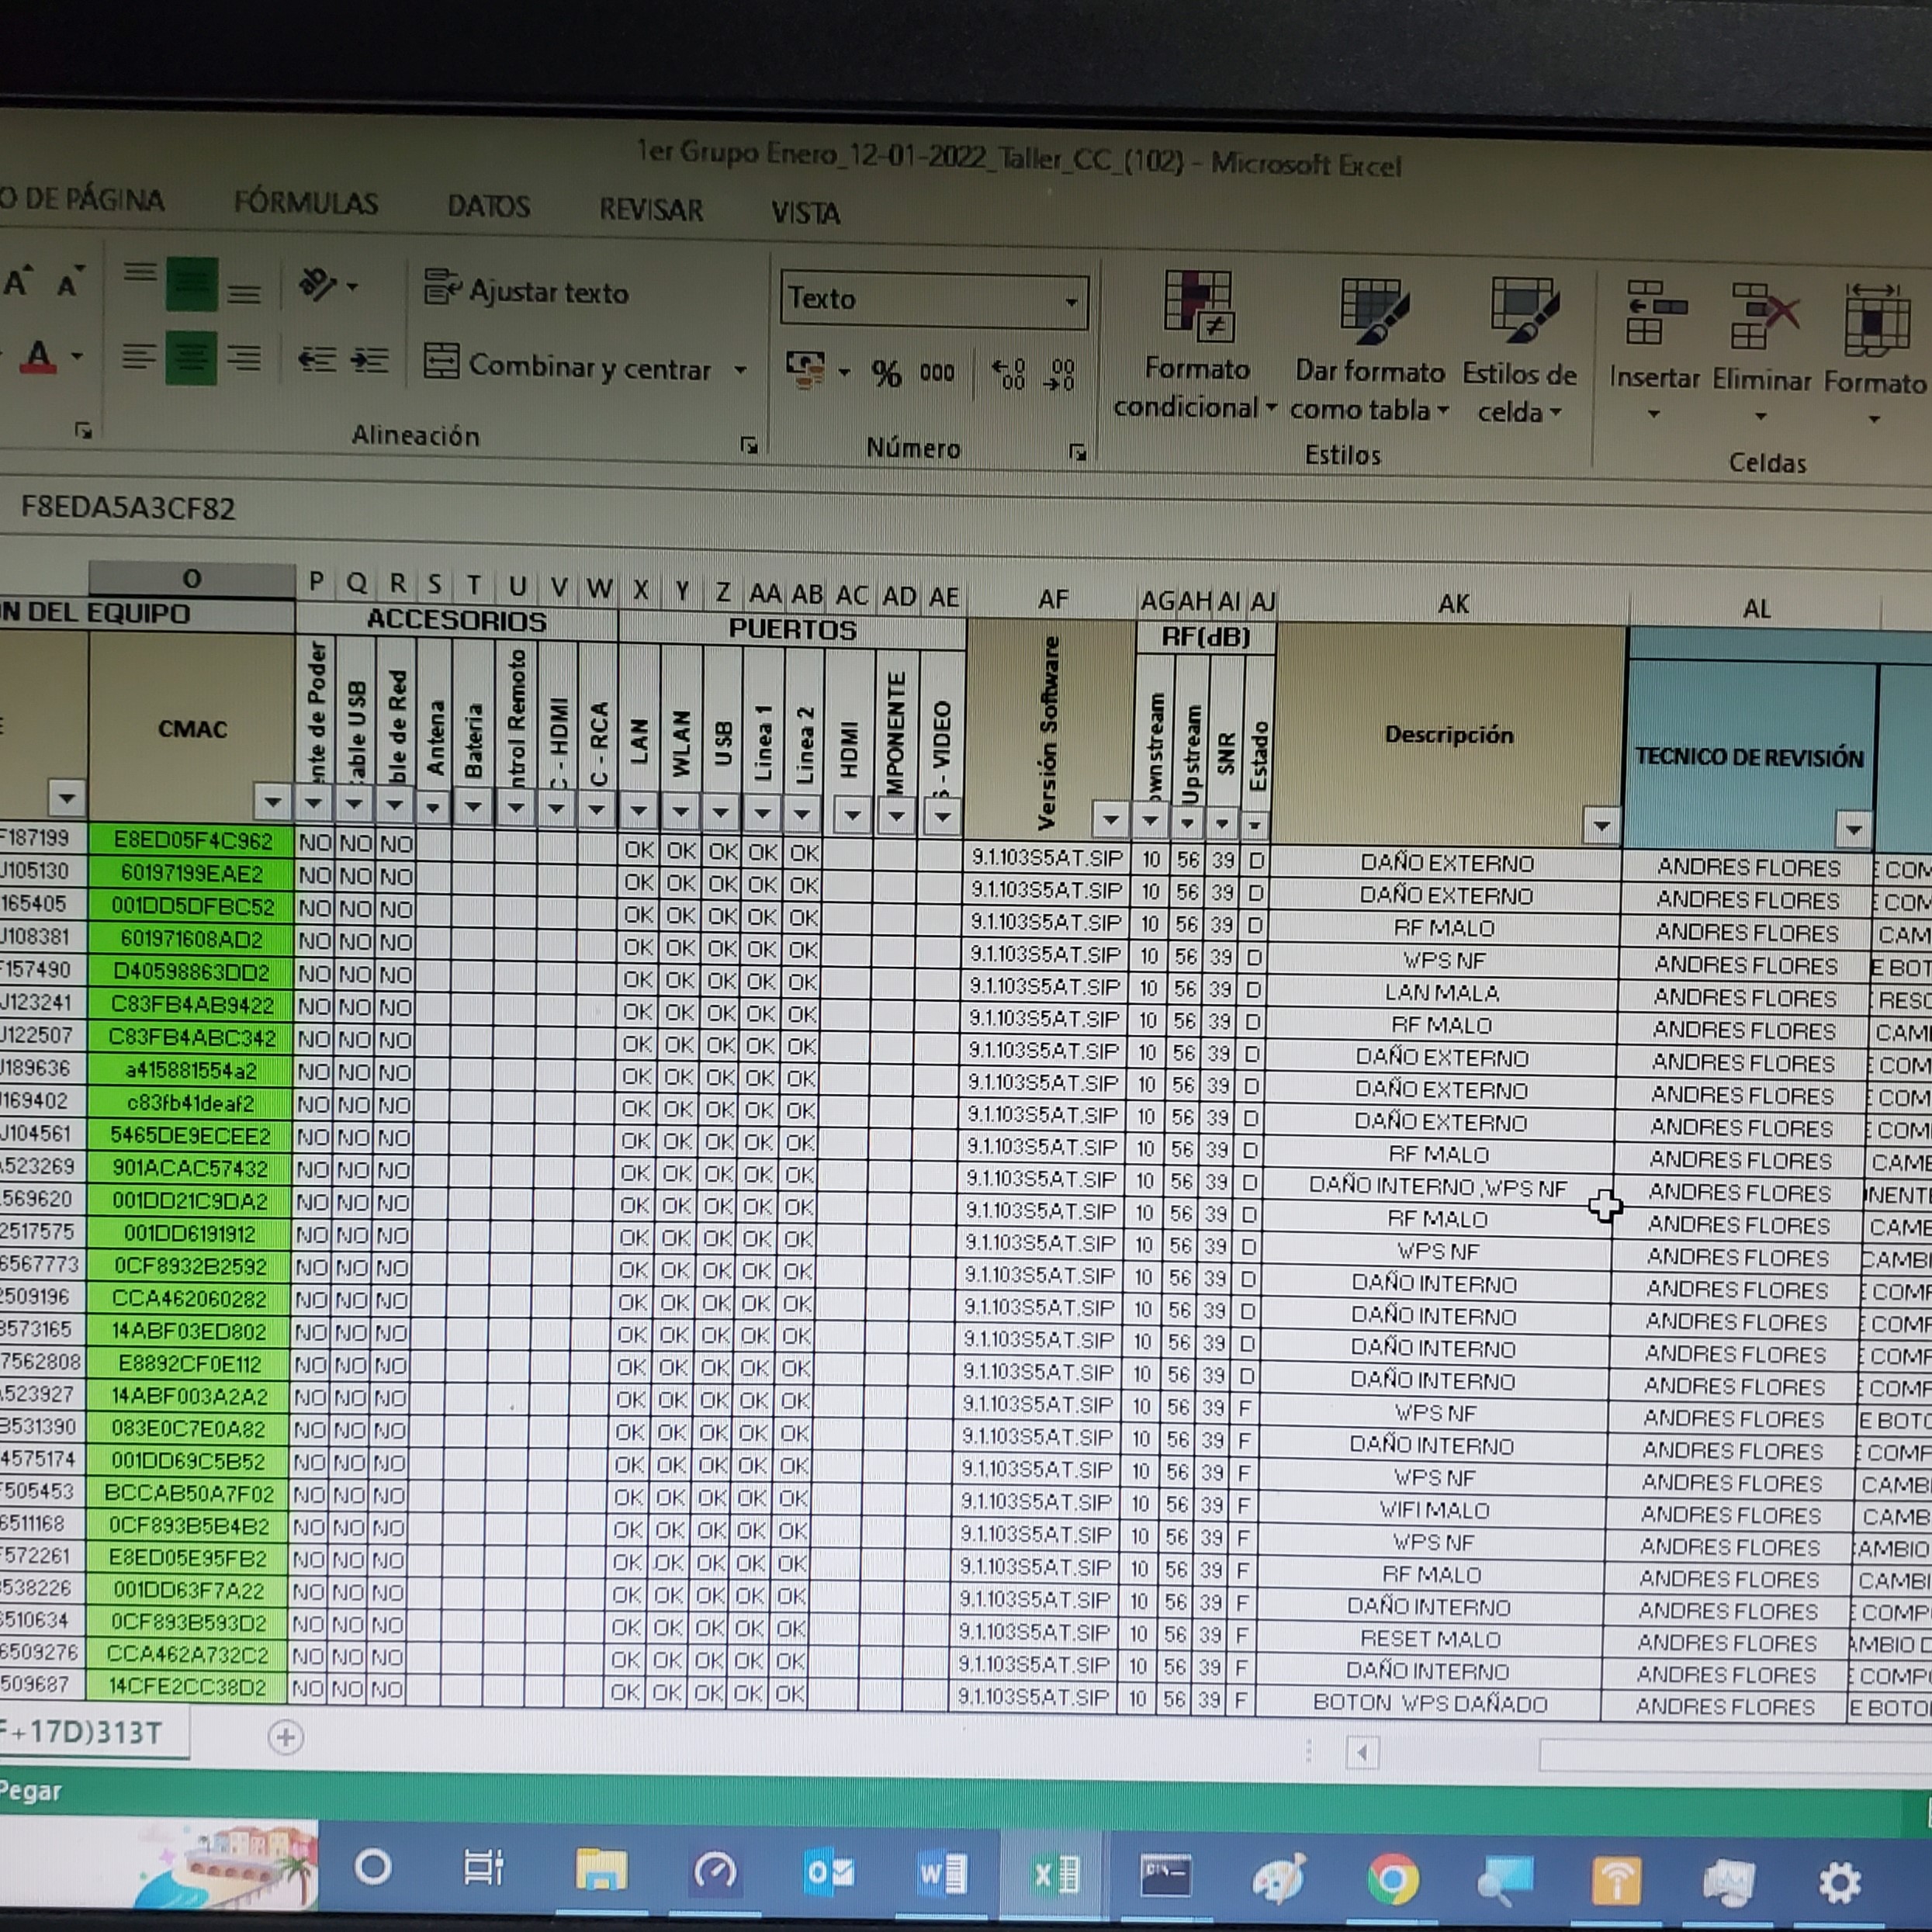 1er Grupo Enero_12-01-2022_Taller_CC_(102) - Microsoft Excel
O DE PÁGINA FÓRMULAS DATOS REVISAR VISTA
Ajustar texto
Texto
Combinar y centrar
% 000
Formato condicional
Dar formato como tabla
Estilos de celda
Insertar Eliminar Formato
Alineación Número Estilos Celdas
F8EDA5A3CF82
O P Q R S T U V W X Y Z AA AB AC AD AE AF AG AH AI AJ AK AL
N DEL EQUIPO ACCESORIOS PUERTOS RF(dB)
CMAC nte de Poder able USB ble de Red Antena Bateria ntrol Remoto C - HDMI C - RCA LAN WLAN USB Linea 1 Linea 2 HDMI MPONENTE S - VIDEO Versión Software ownstream Upstream SNR Estado Descripción TECNICO DE REVISIÓN
F187199 E8ED05F4C962 NO NO NO OK OK OK OK OK 9.1.103S5AT.SIP 10 56 39 D DAÑO EXTERNO ANDRES FLORES E COM
J105130 60197199EAE2 NO NO NO OK OK OK OK OK 9.1.103S5AT.SIP 10 56 39 D DAÑO EXTERNO ANDRES FLORES E COM
165405 001DD5DFBC52 NO NO NO OK OK OK OK OK 9.1.103S5AT.SIP 10 56 39 D RF MALO ANDRES FLORES CAM
J108381 601971608AD2 NO NO NO OK OK OK OK OK 9.1.103S5AT.SIP 10 56 39 D WPS NF ANDRES FLORES E BOT
F157490 D40598863DD2 NO NO NO OK OK OK OK OK 9.1.103S5AT.SIP 10 56 39 D LAN MALA ANDRES FLORES E RES
J123241 C83FB4AB9422 NO NO NO OK OK OK OK OK 9.1.103S5AT.SIP 10 56 39 D RF MALO ANDRES FLORES CAM
J122507 C83FB4ABC342 NO NO NO OK OK OK OK OK 9.1.103S5AT.SIP 10 56 39 D DAÑO EXTERNO ANDRES FLORES E COM
J189636 a415881554a2 NO NO NO OK OK OK OK OK 9.1.103S5AT.SIP 10 56 39 D DAÑO EXTERNO ANDRES FLORES E COM
J169402 c83fb41deaf2 NO NO NO OK OK OK OK OK 9.1.103S5AT.SIP 10 56 39 D DAÑO EXTERNO ANDRES FLORES E COM
J104561 5465DE9ECEE2 NO NO NO OK OK OK OK OK 9.1.103S5AT.SIP 10 56 39 D RF MALO ANDRES FLORES CAMB
523269 901ACAC57432 NO NO NO OK OK OK OK OK 9.1.103S5AT.SIP 10 56 39 D DAÑO INTERNO ,WPS NF ANDRES FLORES NENTE
569620 001DD21C9DA2 NO NO NO OK OK OK OK OK 9.1.103S5AT.SIP 10 56 39 D RF MALO ANDRES FLORES CAMB
2517575 001DD6191912 NO NO NO OK OK OK OK OK 9.1.103S5AT.SIP 10 56 39 D WPS NF ANDRES FLORES CAMBI
6567773 0CF8932B2592 NO NO NO OK OK OK OK OK 9.1.103S5AT.SIP 10 56 39 D DAÑO INTERNO ANDRES FLORES E COMP
2509196 CCA462060282 NO NO NO OK OK OK OK OK 9.1.103S5AT.SIP 10 56 39 D DAÑO INTERNO ANDRES FLORES E COMP
3573165 14ABF03ED802 NO NO NO OK OK OK OK OK 9.1.103S5AT.SIP 10 56 39 D DAÑO INTERNO ANDRES FLORES E COMP
7562808 E8892CF0E112 NO NO NO OK OK OK OK OK 9.1.103S5AT.SIP 10 56 39 D DAÑO INTERNO ANDRES FLORES E COMP
523927 14ABF003A2A2 NO NO NO OK OK OK OK OK 9.1.103S5AT.SIP 10 56 39 F WPS NF ANDRES FLORES E BOTO
B531390 083E0C7E0A82 NO NO NO OK OK OK OK OK 9.1.103S5AT.SIP 10 56 39 F DAÑO INTERNO ANDRES FLORES E COMP
4575174 001DD69C5B52 NO NO NO OK OK OK OK OK 9.1.103S5AT.SIP 10 56 39 F WPS NF ANDRES FLORES CAMBI
F505453 BCCAB50A7F02 NO NO NO OK OK OK OK OK 9.1.103S5AT.SIP 10 56 39 F WIFI MALO ANDRES FLORES CAMB
6511168 0CF893B5B4B2 NO NO NO OK OK OK OK OK 9.1.103S5AT.SIP 10 56 39 F WPS NF ANDRES FLORES AMBIO
F572261 E8ED05E95FB2 NO NO NO OK OK OK OK OK 9.1.103S5AT.SIP 10 56 39 F RF MALO ANDRES FLORES CAMBI
538226 001DD63F7A22 NO NO NO OK OK OK OK OK 9.1.103S5AT.SIP 10 56 39 F DAÑO INTERNO ANDRES FLORES E COMP
6510634 0CF893B593D2 NO NO NO OK OK OK OK OK 9.1.103S5AT.SIP 10 56 39 F RESET MALO ANDRES FLORES AMBIO D
6509276 CCA462A732C2 NO NO NO OK OK OK OK OK 9.1.103S5AT.SIP 10 56 39 F DAÑO INTERNO ANDRES FLORES E COMP
509687 14CFE2CC38D2 NO NO NO OK OK OK OK OK 9.1.103S5AT.SIP 10 56 39 F BOTON WPS DAÑADO ANDRES FLORES E BOTO
F+17D)313T
Pegar